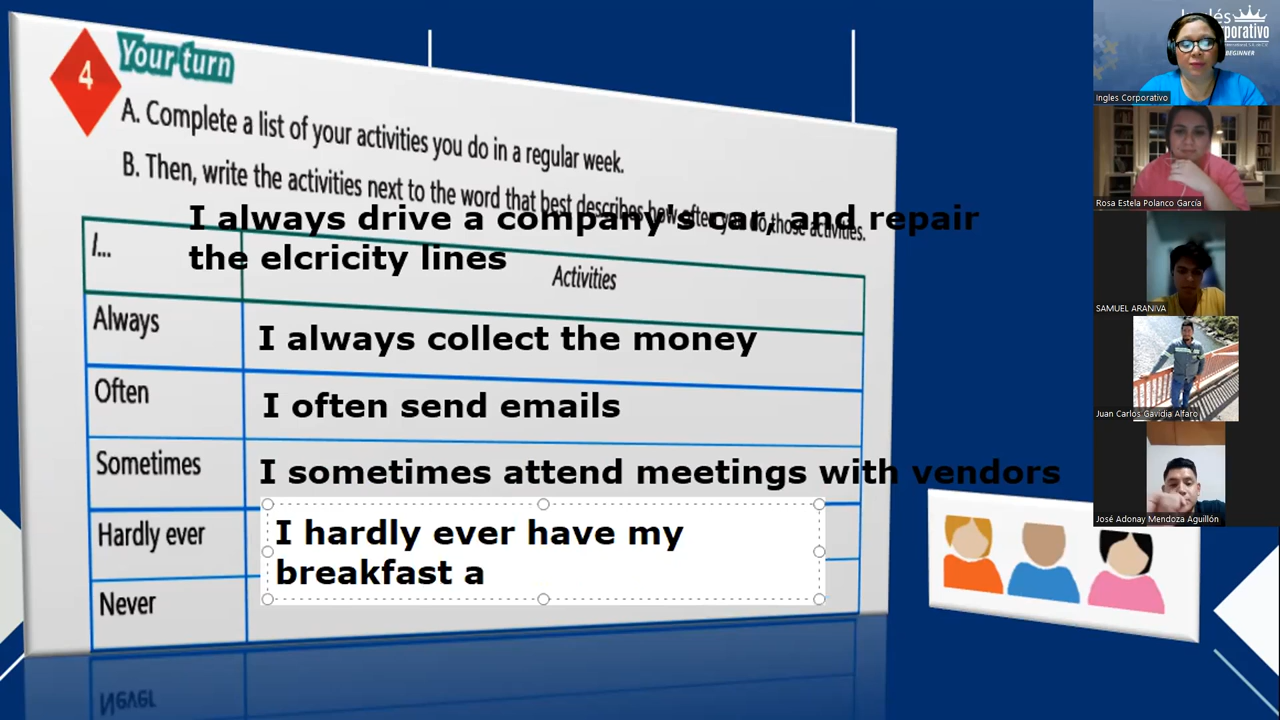 4
Your turn
A. Complete a list of your activities you do in a regular week.
B. Then, write the activities next to the word that best describes how often you do those activities.
I always drive a company's car, and repair
the elcricity lines
I...
Activities
Always
I always collect the money
Often
I often send emails
Sometimes
I sometimes attend meetings with vendors
Hardly ever
I hardly ever have my
breakfast a
Never
Inglés
Corporativo
BEGINNER
Ingles Corporativo
Rosa Estela Polanco García
SAMUEL ARANIVA
Juan Carlos Gavidia Alfaro
José Adonay Mendoza Aguillón